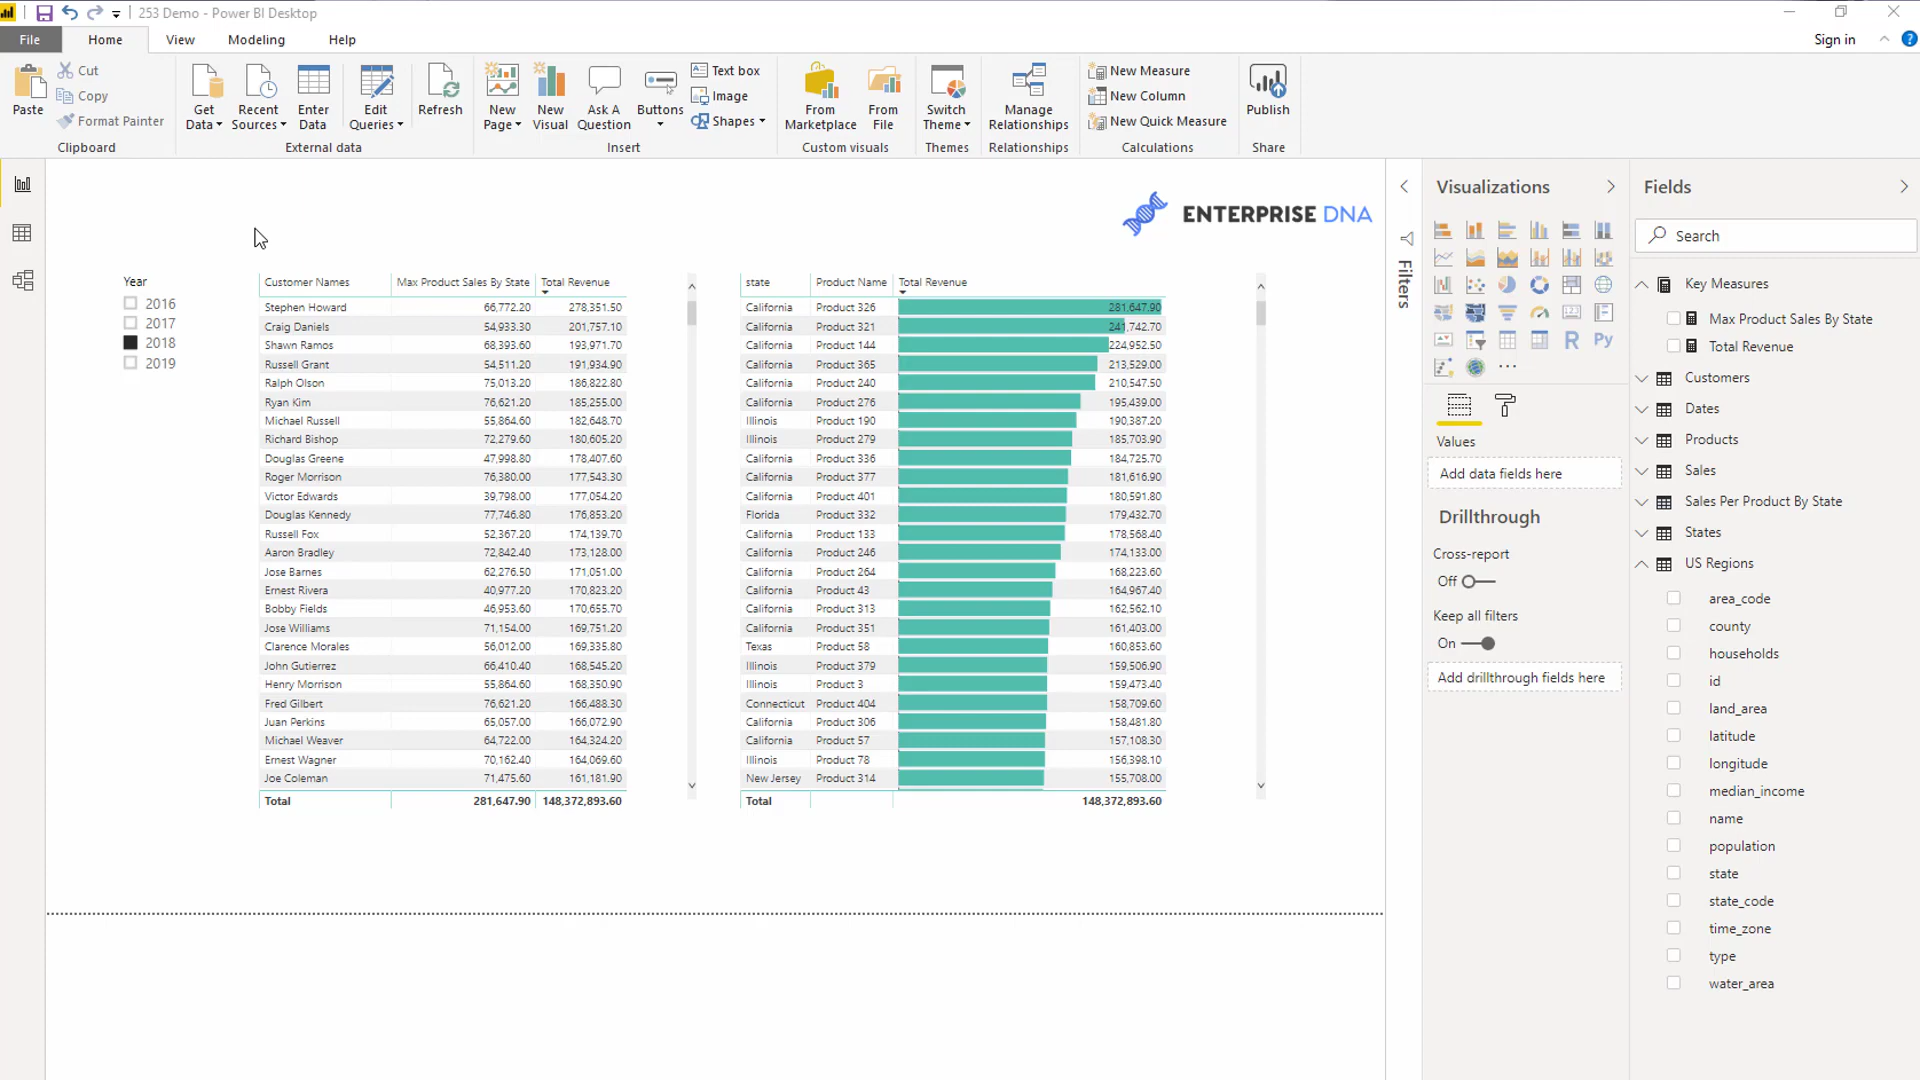 253 Demo - Power BI Desktop
File Home View Modeling Help Sign in
Paste
Cut
Copy
Format Painter
Clipboard
Get Data
Recent Sources
Enter Data
Edit Queries
Refresh
External data
New Page
New Visual
Ask A Question
Buttons
Text box
Image
Shapes
Insert
From Marketplace
From File
Custom visuals
Switch Theme
Themes
Manage Relationships
Relationships
New Measure
New Column
New Quick Measure
Calculations
Publish
Share
ENTERPRISE DNA
Year
2016
2017
2018
2019
Customer Names Max Product Sales By State Total Revenue
Stephen Howard 66,772.20 278,351.50
Craig Daniels 54,933.30 201,757.10
Shawn Ramos 68,393.60 193,971.70
Russell Grant 54,511.20 191,934.90
Ralph Olson 75,013.20 186,822.80
Ryan Kim 76,621.20 185,255.00
Michael Russell 55,864.60 182,648.70
Richard Bishop 72,279.60 180,605.20
Douglas Greene 47,998.80 178,407.60
Roger Morrison 76,380.00 177,543.30
Victor Edwards 39,798.00 177,054.20
Douglas Kennedy 77,746.80 176,853.20
Russell Fox 52,367.20 174,139.70
Aaron Bradley 72,842.40 173,128.00
Jose Barnes 62,276.50 171,051.00
Ernest Rivera 40,977.20 170,823.20
Bobby Fields 46,953.60 170,655.70
Jose Williams 71,154.00 169,751.20
Clarence Morales 56,012.00 169,335.80
John Gutierrez 66,410.40 168,545.20
Henry Morrison 55,864.60 168,350.90
Fred Gilbert 76,621.20 166,488.30
Juan Perkins 65,057.00 166,072.90
Michael Weaver 64,722.00 164,324.20
Ernest Wagner 70,162.40 164,069.60
Joe Coleman 71,475.60 161,181.90
Total 281,647.90 148,372,893.60
state Product Name Total Revenue
California Product 326 281,647.90
California Product 321 241,742.70
California Product 144 224,952.50
California Product 365 213,529.00
California Product 240 210,547.50
California Product 276 195,439.00
Illinois Product 190 190,387.20
Illinois Product 279 185,703.90
California Product 336 184,725.70
California Product 377 181,616.90
California Product 401 180,591.80
Florida Product 332 179,432.70
California Product 133 178,568.40
California Product 246 174,133.00
California Product 264 168,223.60
California Product 43 164,967.40
California Product 313 162,562.10
California Product 351 161,403.00
Texas Product 58 160,853.60
Illinois Product 379 159,506.90
Illinois Product 3 159,473.40
Connecticut Product 404 158,709.60
California Product 306 158,481.80
California Product 57 157,108.30
Illinois Product 78 156,398.10
New Jersey Product 314 155,708.00
Total 148,372,893.60
Filters
Visualizations
R
Py
Values
Add data fields here
Drillthrough
Cross-report
Off
Keep all filters
On
Add drillthrough fields here
Fields
Search
Key Measures
Max Product Sales By State
Total Revenue
Customers
Dates
Products
Sales
Sales Per Product By State
States
US Regions
area_code
county
households
id
land_area
latitude
longitude
median_income
name
population
state
state_code
time_zone
type
water_area